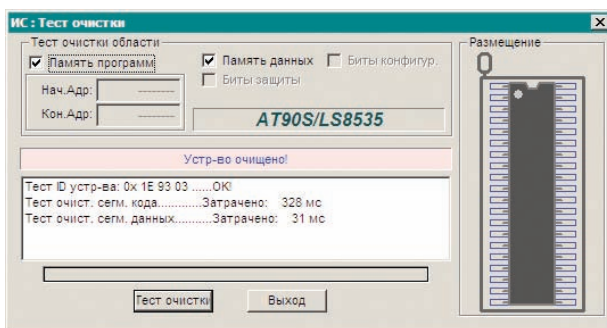 ИС : Тест очистки
Тест очистки области
Память программ
Память данных
Биты конфигур.
Биты защиты
Нач.Адр: --------
Кон.Адр: --------
AT90S/LS8535
Размещение
Устр-во очищено!
Тест ID устр-ва: 0x 1E 93 03 ......OK!
Тест очист. сегм. кода............Затрачено: 328 мс
Тест очист. сегм. данных..........Затрачено: 31 мс
Тест очистки
Выход